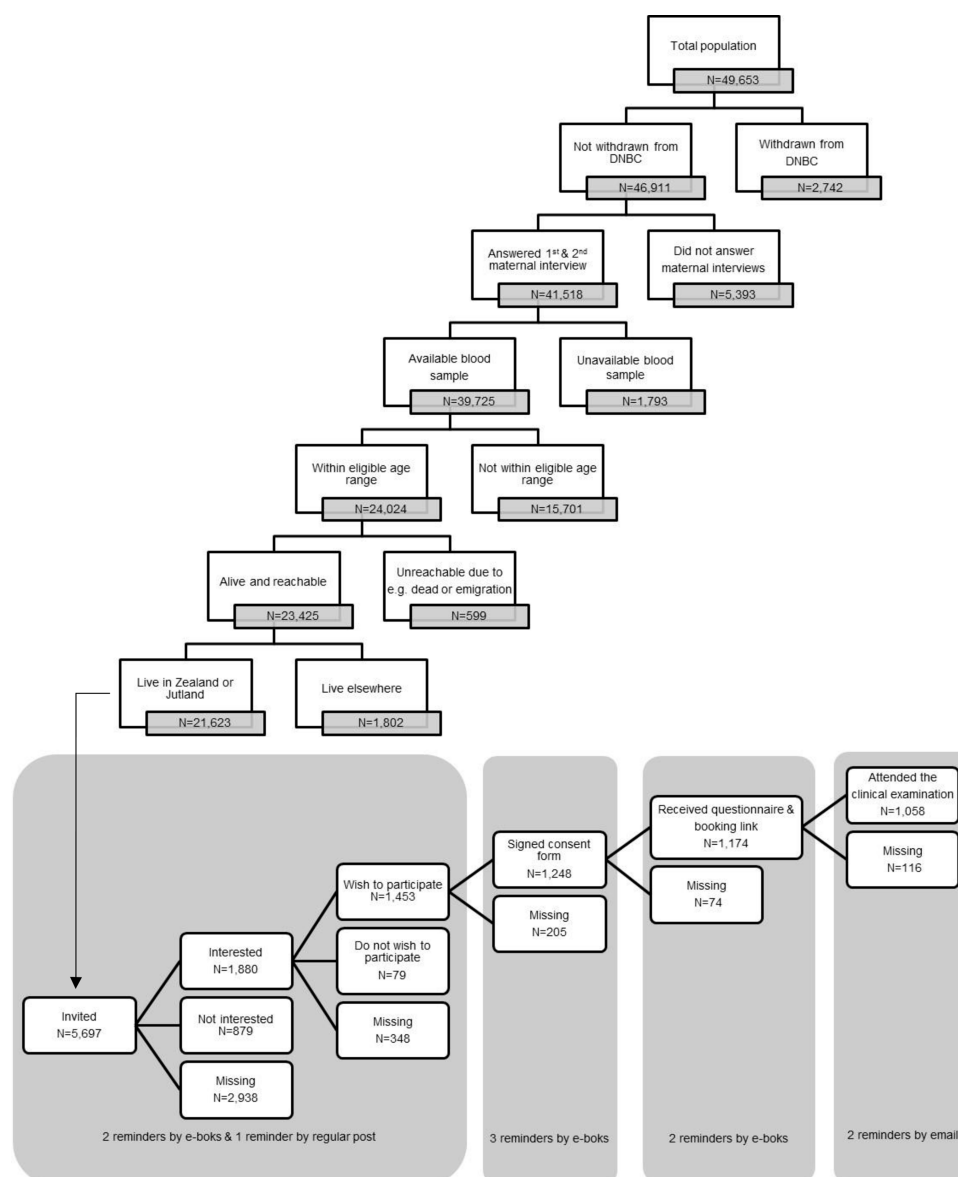 Total population
N=49,653
Not withdrawn from
DNBC
N=46,911
Withdrawn from
DNBC
N=2,742
Answered 1st & 2nd
maternal interview
N=41,518
Did not answer
maternal interviews
N=5,393
Available blood
sample
N=39,725
Unavailable blood
sample
N=1,793
Within eligible age
range
N=24,024
Not within eligible age
range
N=15,701
Alive and reachable
N=23,425
Unreachable due to
e.g. dead or emigration
N=599
Live in Zealand or
Jutland
N=21,623
Live elsewhere
N=1,802
Invited
N=5,697
Interested
N=1,880
Not interested
N=879
Missing
N=2,938
Wish to participate
N=1,453
Do not wish to
participate
N=79
Missing
N=348
2 reminders by e-boks & 1 reminder by regular post
Signed consent
form
N=1,248
Missing
N=205
3 reminders by e-boks
Received questionnaire &
booking link
N=1,174
Missing
N=74
2 reminders by e-boks
Attended the
clinical examination
N=1,058
Missing
N=116
2 reminders by email